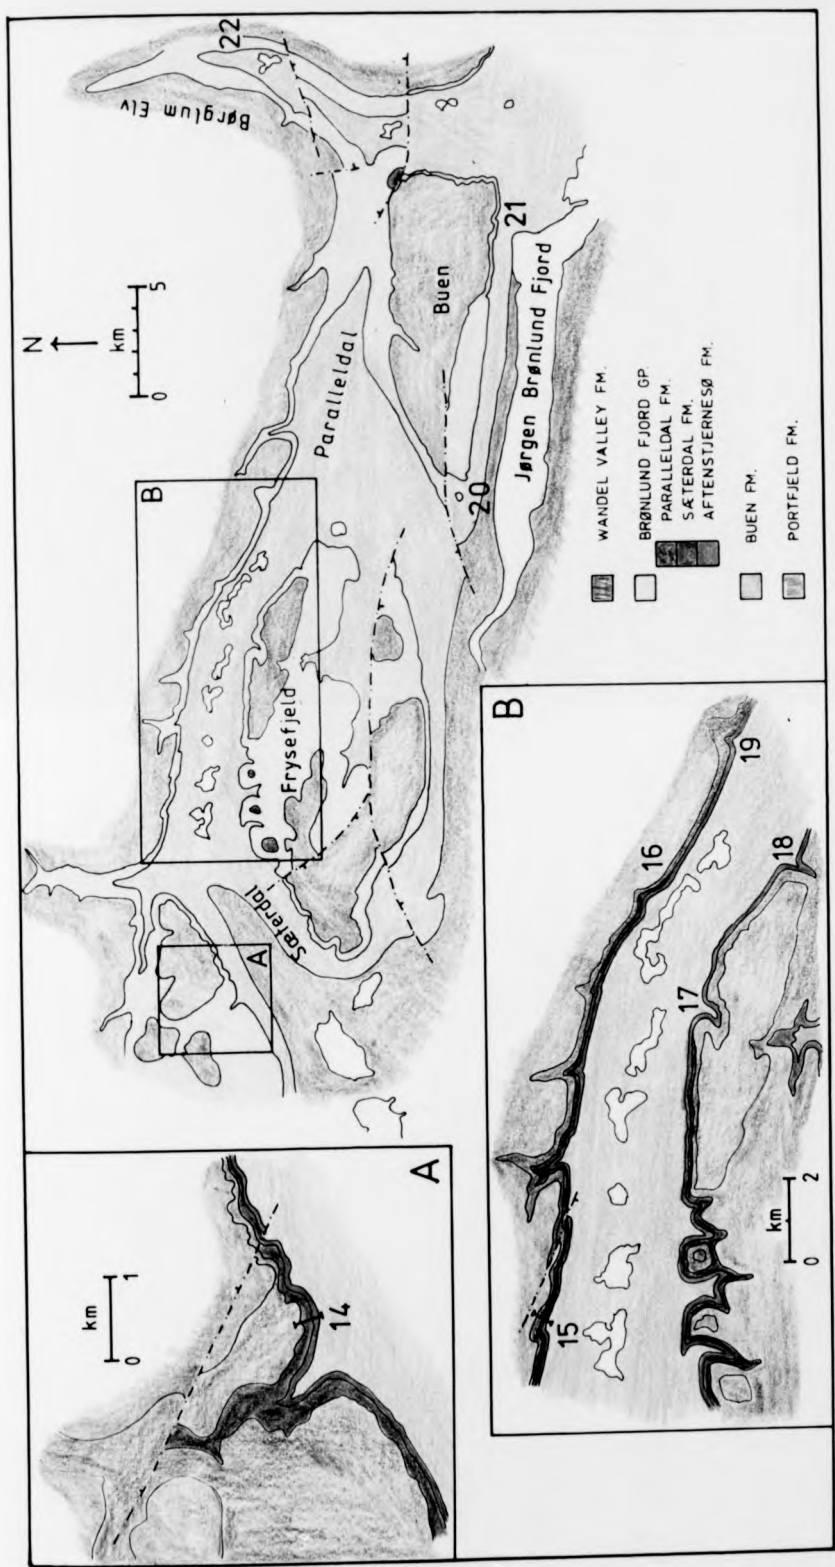 22
Børglum Elv
N
km
0 5
B
Paralleldal
Buen
21
Jørgen Brønlund Fjord
20
Frysefjeld
Sæterdal
A
WANDEL VALLEY FM.
BRØNLUND FJORD GP.
PARALLELDAL FM.
SÆTERDAL FM.
AFTENSTJERNESØ FM.
BUEN FM.
PORTFJELD FM.
A
km
0 1
14
B
15
16
17
18
19
km
0 2